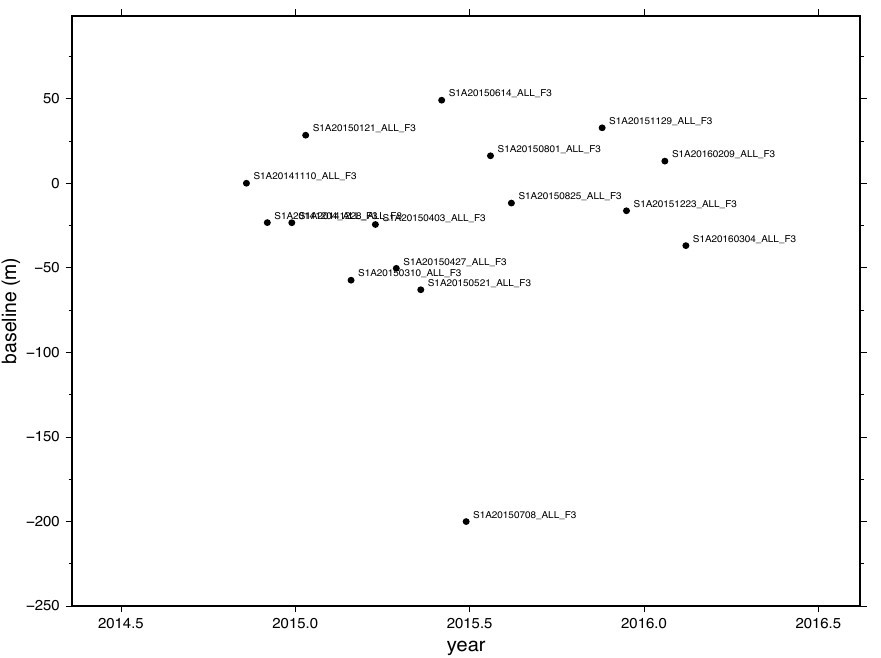 50
0
−50
−100
−150
−200
−250
baseline (m)
S1A20150614_ALL_F3
S1A20150121_ALL_F3
S1A20151129_ALL_F3
S1A20150801_ALL_F3
S1A20160209_ALL_F3
S1A20141110_ALL_F3
S1A20150825_ALL_F3
S1A20151223_ALL_F3
S1A20150403_ALL_F3
S1A20160304_ALL_F3
S1A20150427_ALL_F3
S1A20150310_ALL_F3
S1A20150521_ALL_F3
S1A20150708_ALL_F3
2014.5 2015.0 2015.5 2016.0 2016.5
year